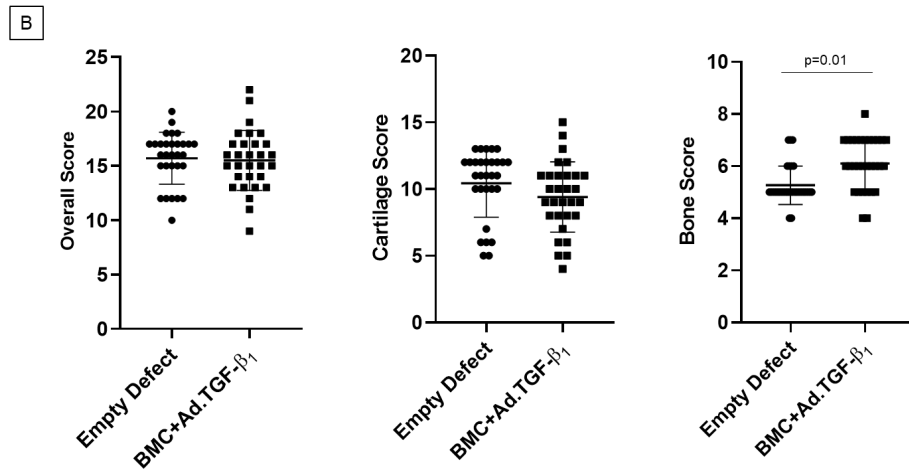 B
Overall Score
25
20
15
10
5
0
Empty Defect
BMC+Ad.TGF-β₁
Cartilage Score
20
15
10
5
0
Empty Defect
BMC+Ad.TGF-β₁
Bone Score
10
8
6
4
2
0
p=0.01
Empty Defect
BMC+Ad.TGF-β₁